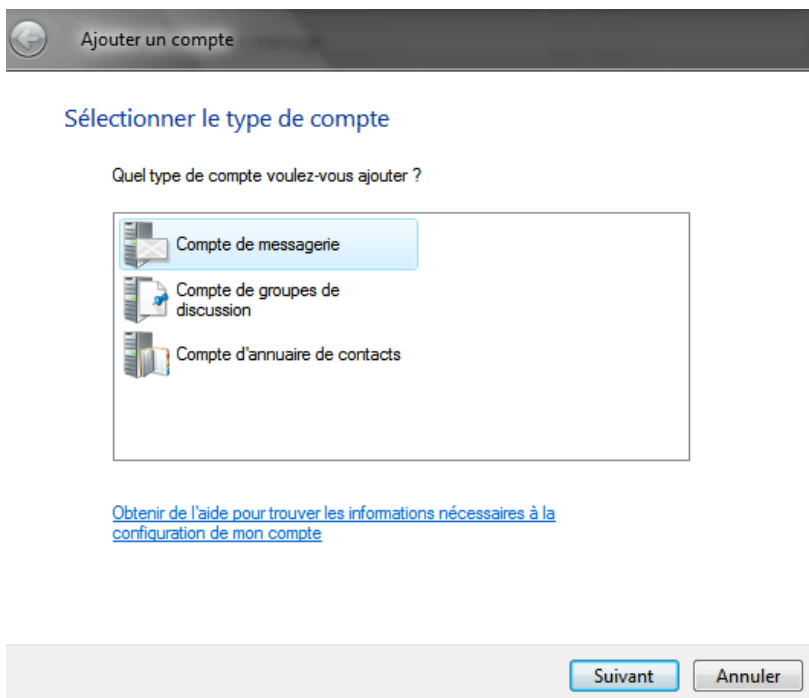 Ajouter un compte
Sélectionner le type de compte
Quel type de compte voulez-vous ajouter ?
Compte de messagerie
Compte de groupes de
discussion
Compte d'annuaire de contacts
Obtenir de l'aide pour trouver les informations nécessaires à la
configuration de mon compte
Suivant
Annuler